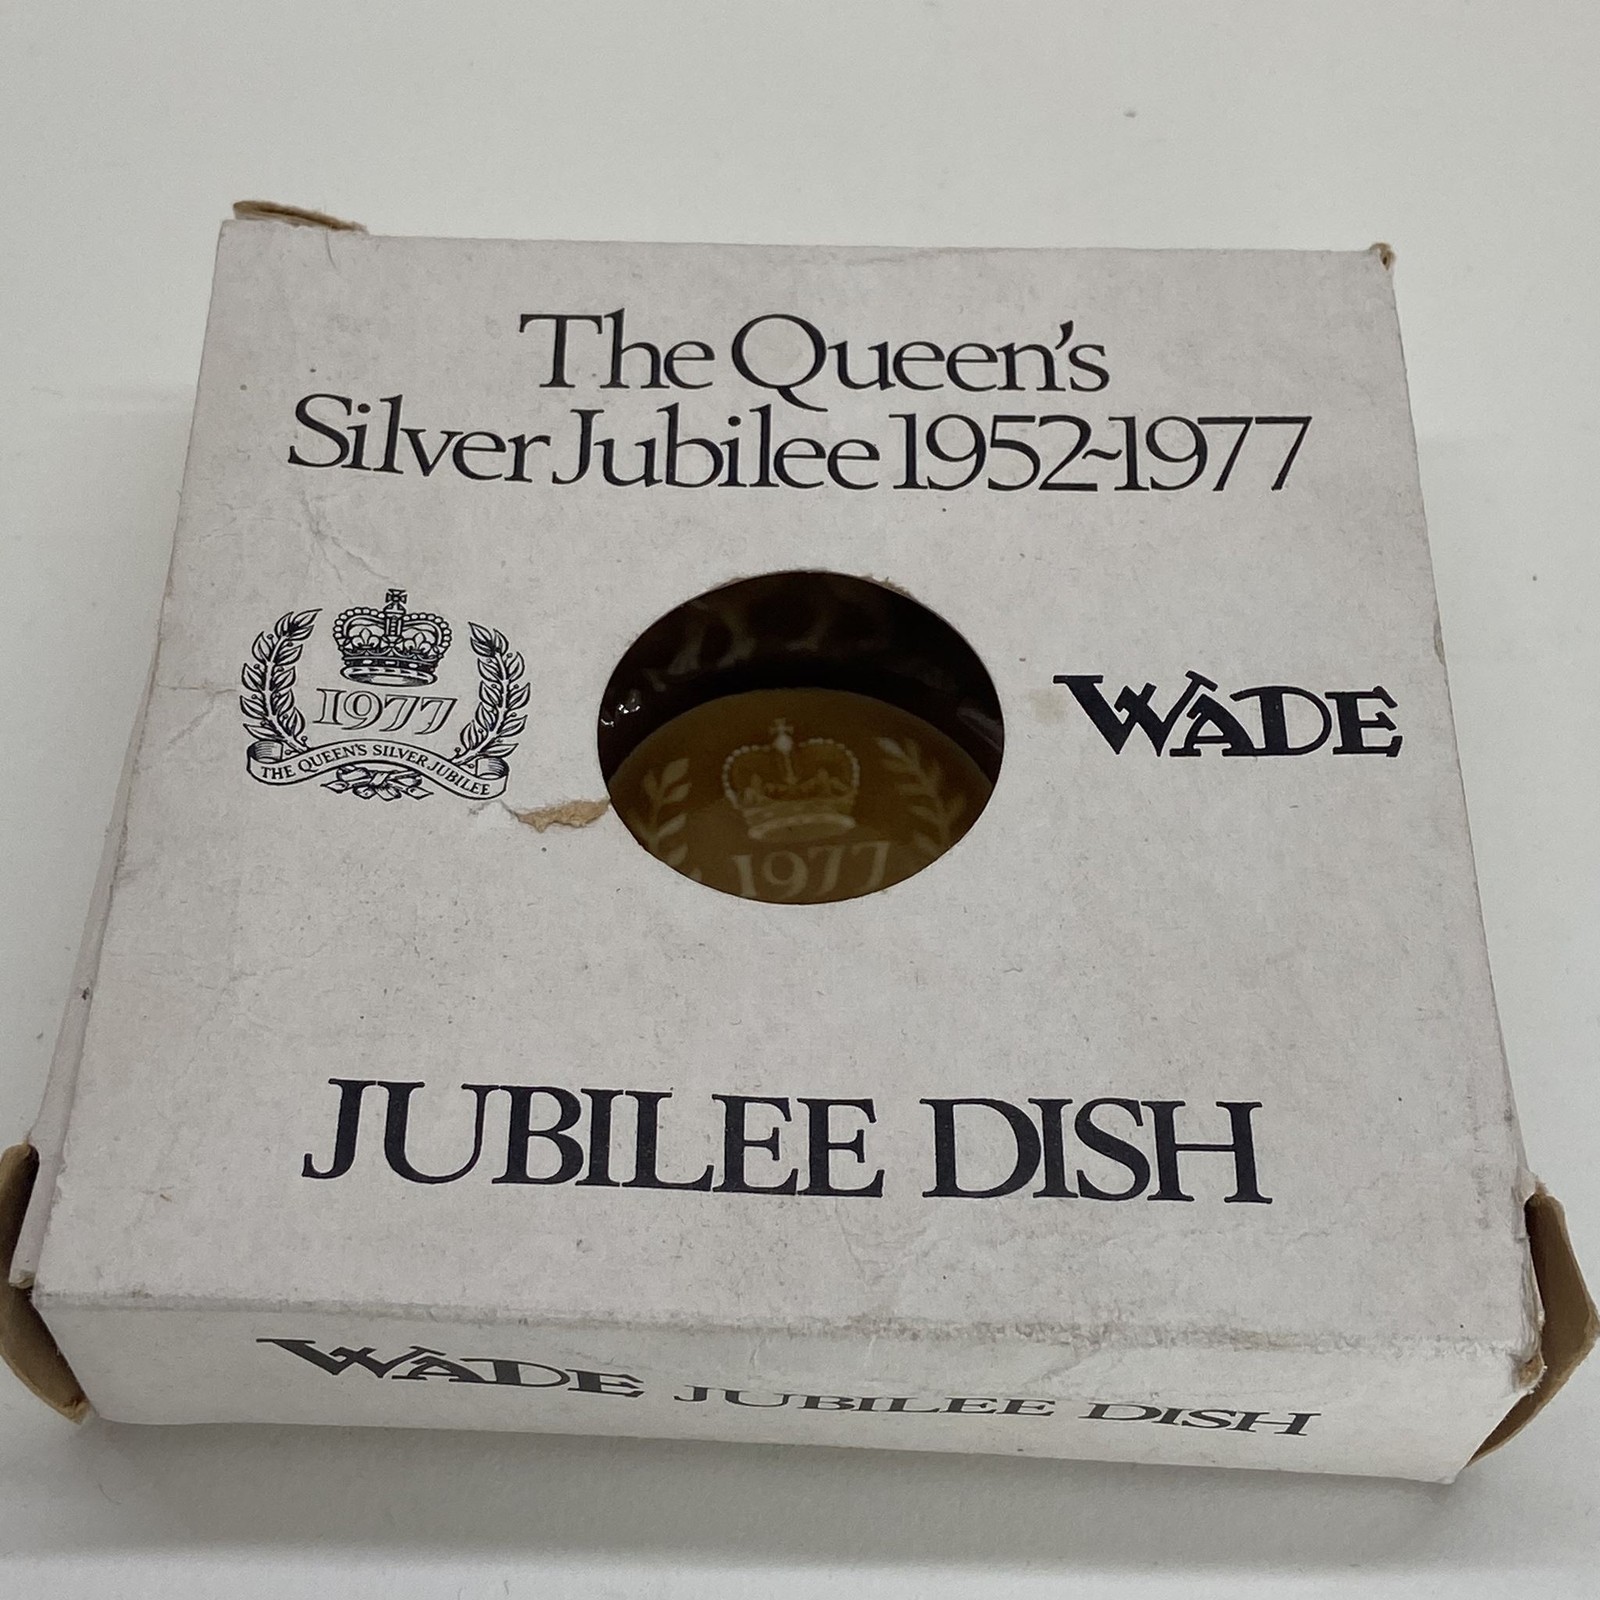 The Queen's
Silver Jubilee 1952~1977
1977
THE QUEEN'S SILVER JUBILEE
1977
WADE
JUBILEE DISH
WADE JUBILEE DISH